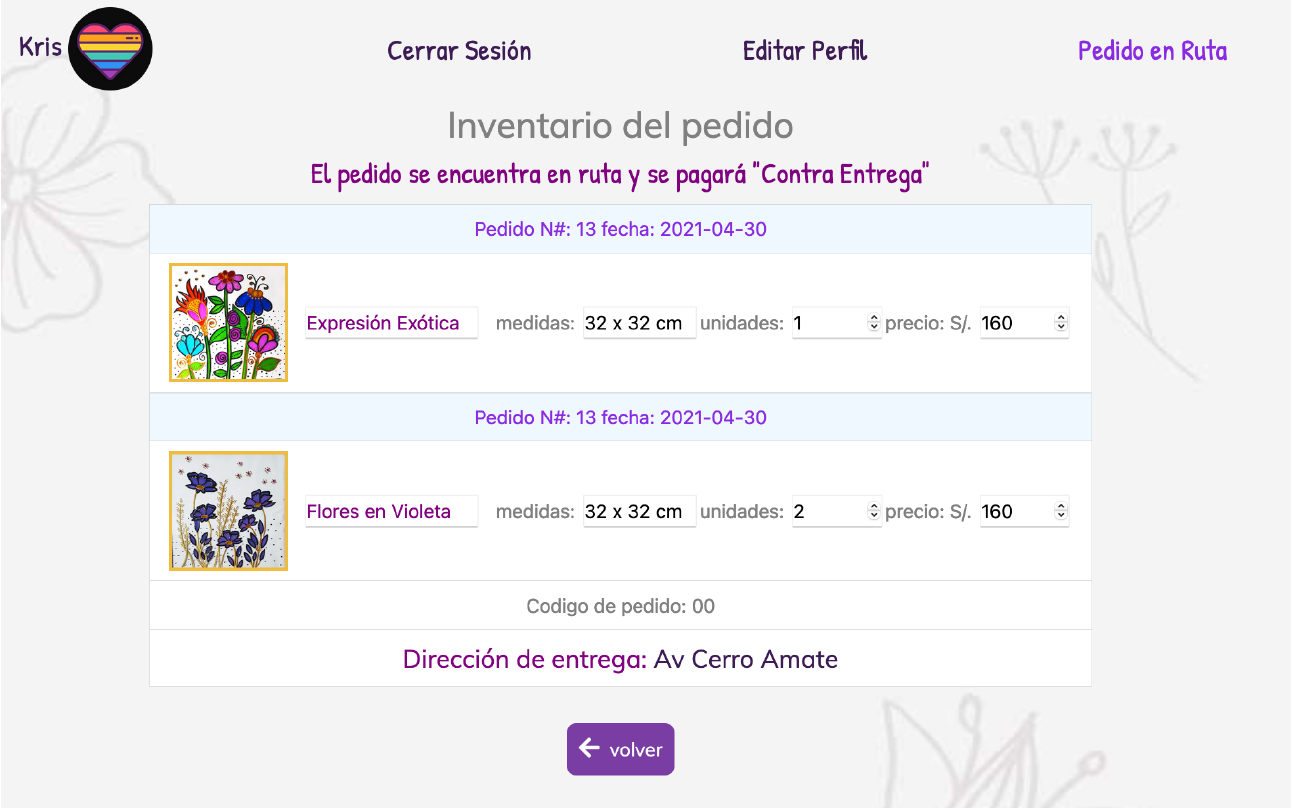 Kris Cerrar Sesión Editar Perfil Pedido en Ruta
Inventario del pedido
El pedido se encuentra en ruta y se pagará "Contra Entrega"
Pedido N#: 13 fecha: 2021-04-30
Expresión Exótica medidas: 32 x 32 cm unidades: 1 precio: S/. 160
Pedido N#: 13 fecha: 2021-04-30
Flores en Violeta medidas: 32 x 32 cm unidades: 2 precio: S/. 160
Codigo de pedido: 00
Dirección de entrega: Av Cerro Amate
volver